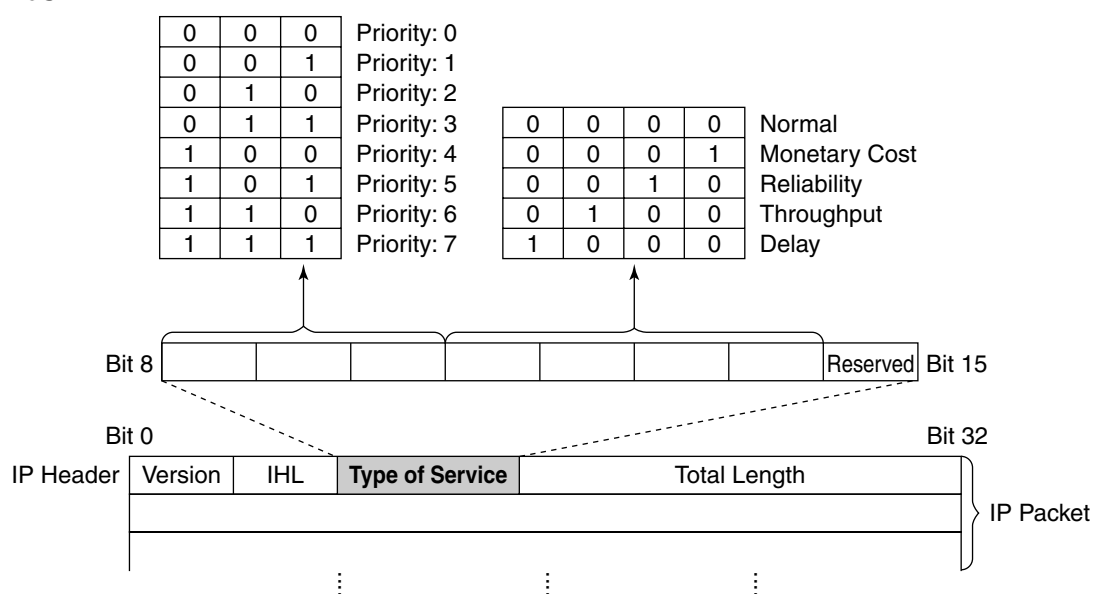 0 0 0 Priority: 0
0 0 1 Priority: 1
0 1 0 Priority: 2
0 1 1 Priority: 3 0 0 0 0 Normal
1 0 0 Priority: 4 0 0 0 1 Monetary Cost
1 0 1 Priority: 5 0 0 1 0 Reliability
1 1 0 Priority: 6 0 1 0 0 Throughput
1 1 1 Priority: 7 1 0 0 0 Delay
Bit 8 Reserved Bit 15
Bit 0 Bit 32
IP Header Version IHL Type of Service Total Length
IP Packet